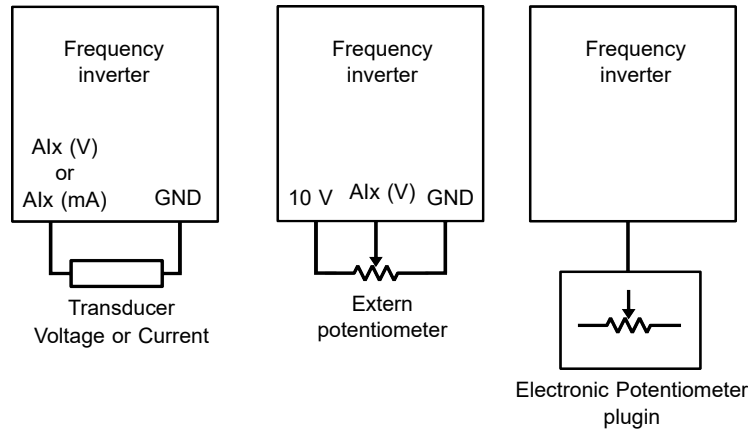 Frequency
inverter
AIx (V)
or
AIx (mA)
GND
Transducer
Voltage or Current
Frequency
inverter
10 V
AIx (V)
GND
Extern
potentiometer
Frequency
inverter
Electronic Potentiometer
plugin